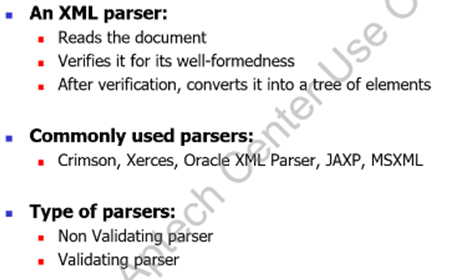 An XML parser:
Reads the document
Verifies it for its well-formedness
After verification, converts it into a tree of elements
Commonly used parsers:
Crimson, Xerces, Oracle XML Parser, JAXP, MSXML
Type of parsers:
Non Validating parser
Validating parser
Aptech Center Use O